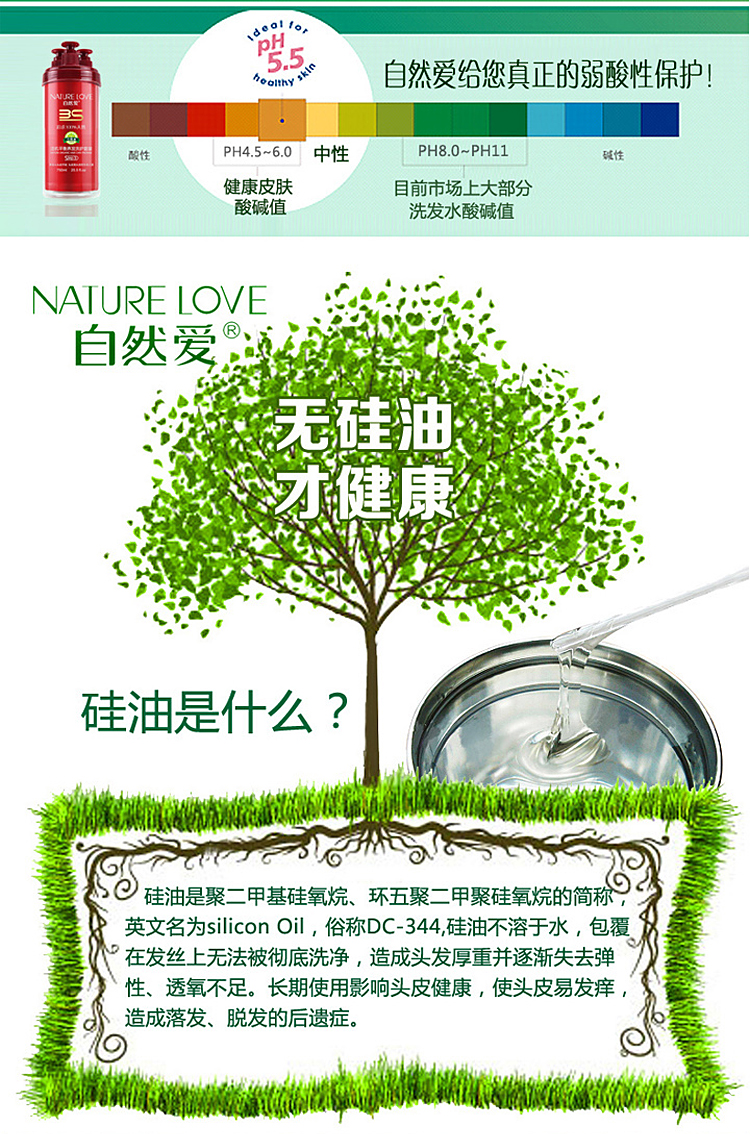 ideal for
pH
5.5
healthy skin
自然爱给您真正的弱酸性保护！
NATURE LOVE
自然爱
BS
酸性
PH4.5~6.0
中性
PH8.0~PH11
碱性
健康皮肤
酸碱值
目前市场上大部分
洗发水酸碱值
NATURE LOVE
自然爱®
无硅油
才健康
硅油是什么？
硅油是聚二甲基硅氧烷、环五聚二甲聚硅氧烷的简称，
英文名为silicon Oil，俗称DC-344,硅油不溶于水，包覆
在发丝上无法被彻底洗净，造成头发厚重并逐渐失去弹
性、透氧不足。长期使用影响头皮健康，使头皮易发痒，
造成落发、脱发的后遗症。